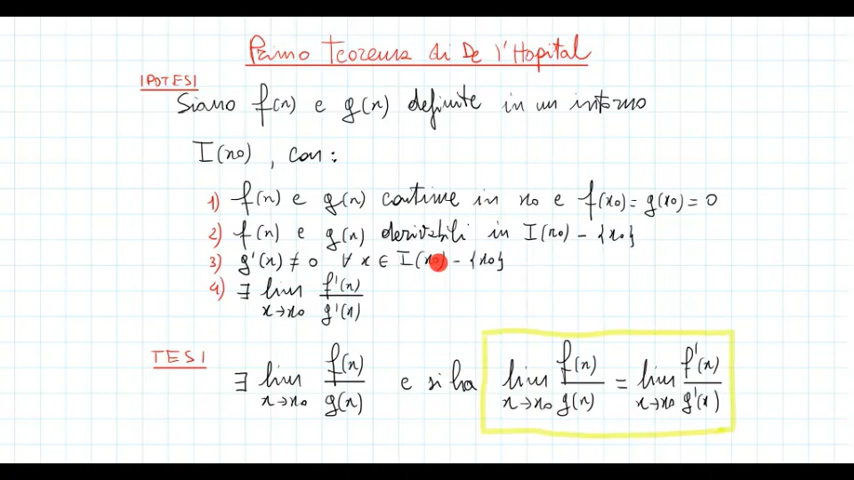 Primo Teorema di De l'Hopital
IPOTESI
Siano f(x) e g(x) definite in un intorno
I(x0), con:
1) f(x) e g(x) continue in x0 e f(x0) = g(x0) = 0
2) f(x) e g(x) derivabili in I(x0) - {x0}
3) g'(x) ≠ 0 ∀ x ∈ I(x0) - {x0}
4) ∃ lim x→x0 f'(x)/g'(x)
TESI ∃ lim x→x0 f(x)/g(x) e si ha lim x→x0 f(x)/g(x) = lim x→x0 f'(x)/g'(x)